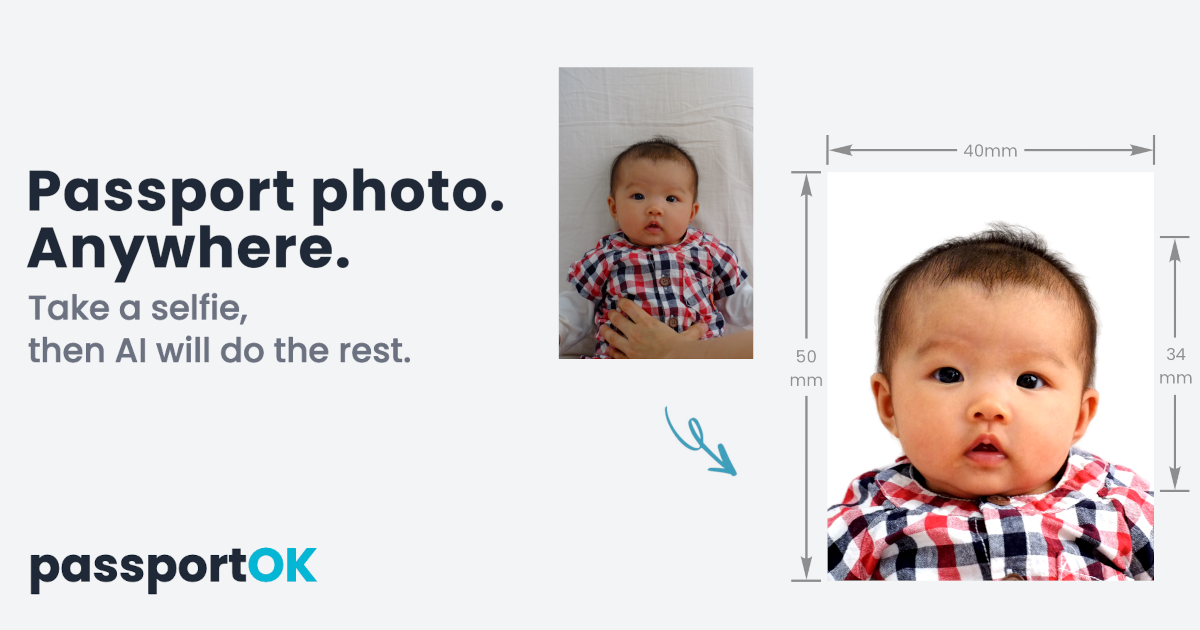 Passport photo.
Anywhere.
Take a selfie,
then AI will do the rest.
passportOK
40mm
50
mm
34
mm